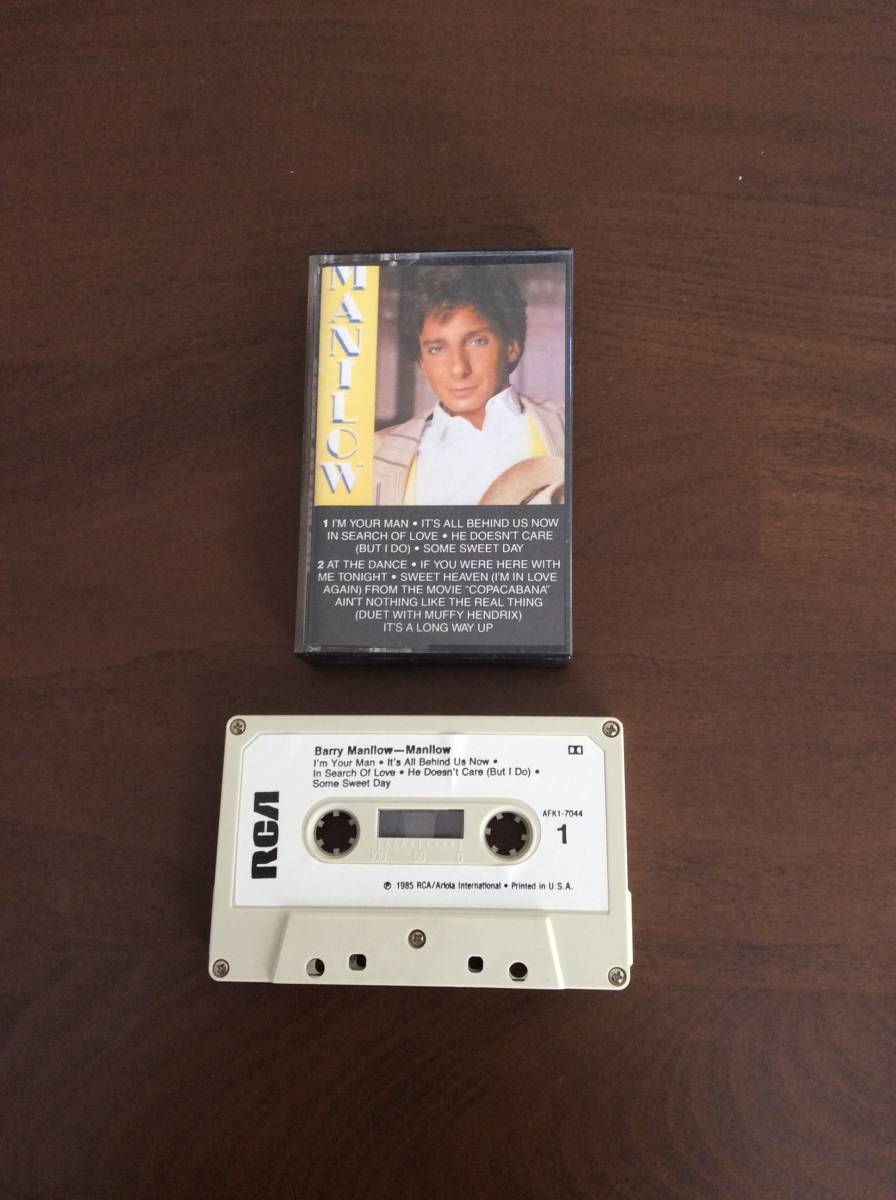 MANILOW
1 I'M YOUR MAN • IT'S ALL BEHIND US NOW
IN SEARCH OF LOVE • HE DOESN'T CARE
(BUT I DO) • SOME SWEET DAY
2 AT THE DANCE • IF YOU WERE HERE WITH
ME TONIGHT • SWEET HEAVEN (I'M IN LOVE
AGAIN) FROM THE MOVIE "COPACABANA"
AIN'T NOTHING LIKE THE REAL THING
(DUET WITH MUFFY HENDRIX)
IT'S A LONG WAY UP
Barry Manilow—Manilow
I'm Your Man • It's All Behind Us Now •
In Search Of Love • He Doesn't Care (But I Do) •
Some Sweet Day
RCA
AFK1-7044
1
100 50 0
℗ 1985 RCA/Ariola International • Printed in U.S.A.